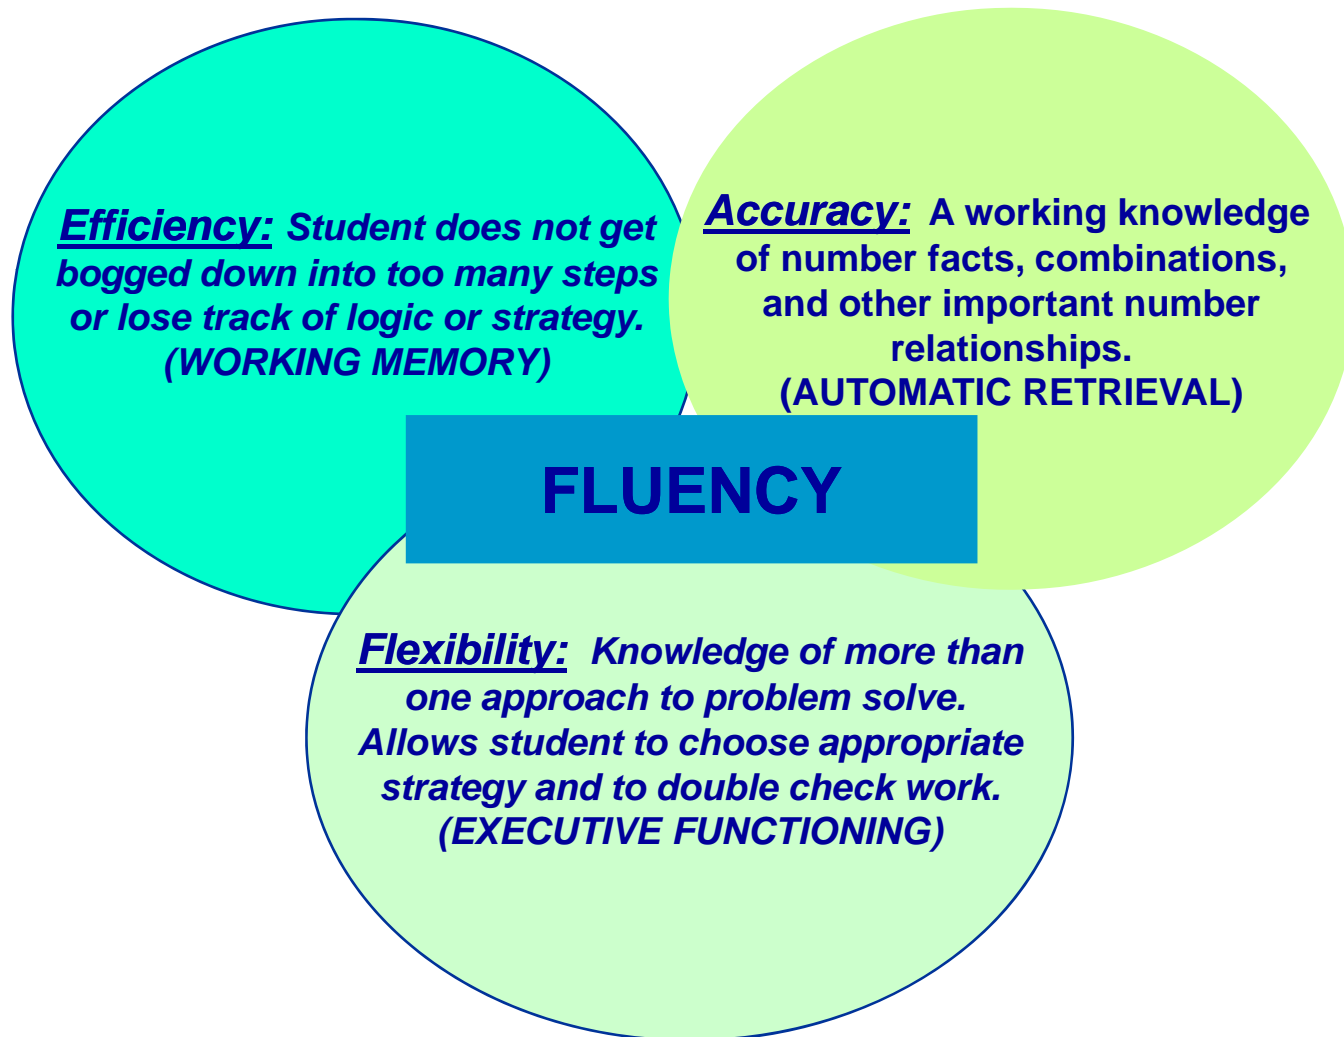 Efficiency: Student does not get
bogged down into too many steps
or lose track of logic or strategy.
(WORKING MEMORY)
Accuracy: A working knowledge
of number facts, combinations,
and other important number
relationships.
(AUTOMATIC RETRIEVAL)
FLUENCY
Flexibility: Knowledge of more than
one approach to problem solve.
Allows student to choose appropriate
strategy and to double check work.
(EXECUTIVE FUNCTIONING)